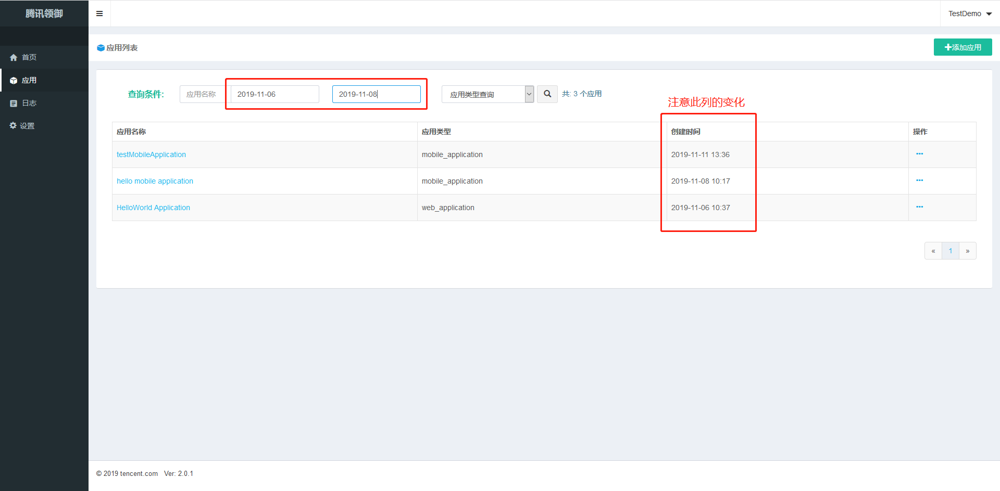 腾讯领御
TestDemo
首页
应用
日志
设置
应用列表
添加应用
查询条件:
应用名称
2019-11-06
2019-11-08
应用类型查询
共: 3 个应用
注意此列的变化
应用名称 应用类型 创建时间 操作
testMobileApplication mobile_application 2019-11-11 13:36
hello mobile application mobile_application 2019-11-08 10:17
HelloWorld Application web_application 2019-11-06 10:37
« 1 »
© 2019 tencent.com Ver: 2.0.1